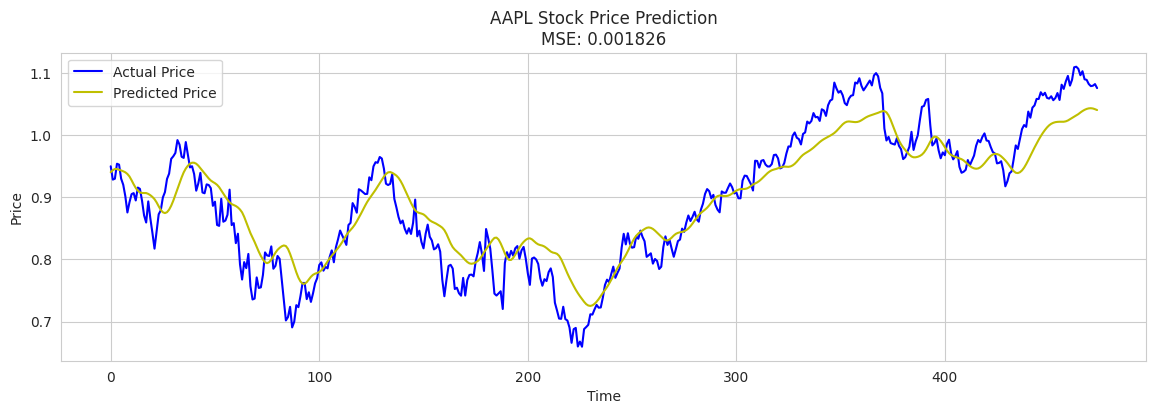 AAPL Stock Price Prediction
MSE: 0.001826
Actual Price
Predicted Price
Price
1.1
1.0
0.9
0.8
0.7
0
100
200
300
400
Time